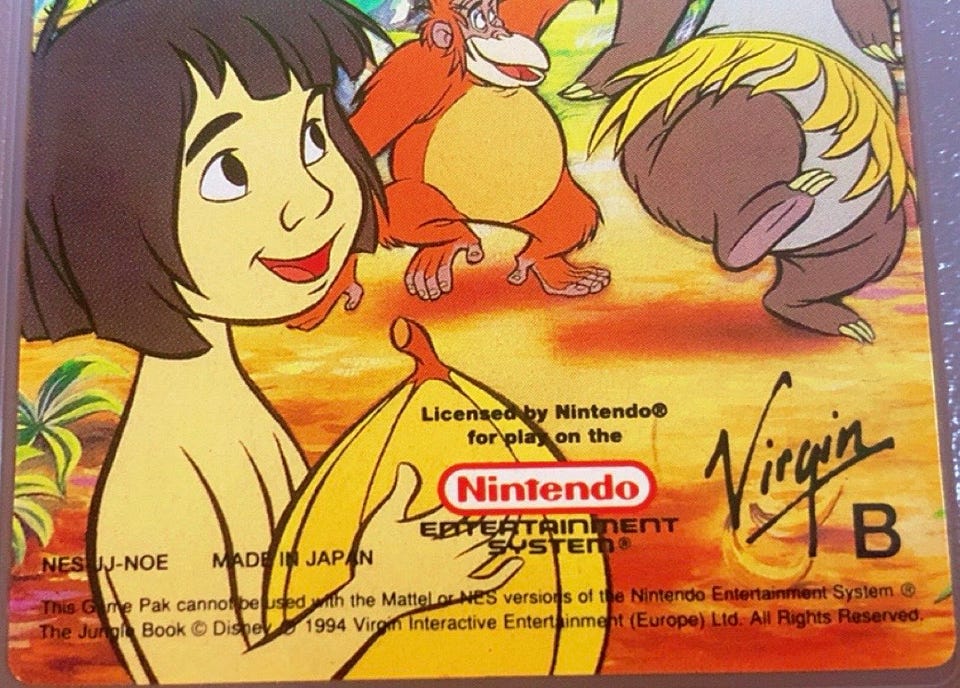 Licensed by Nintendo®
for play on the
Nintendo
ENTERTAINMENT
SYSTEM®
Virgin
B
NES-JJ-NOE MADE IN JAPAN
This Game Pak cannot be used with the Mattel or NES versions of the Nintendo Entertainment System ®
The Jungle Book © Disney © 1994 Virgin Interactive Entertainment (Europe) Ltd. All Rights Reserved.